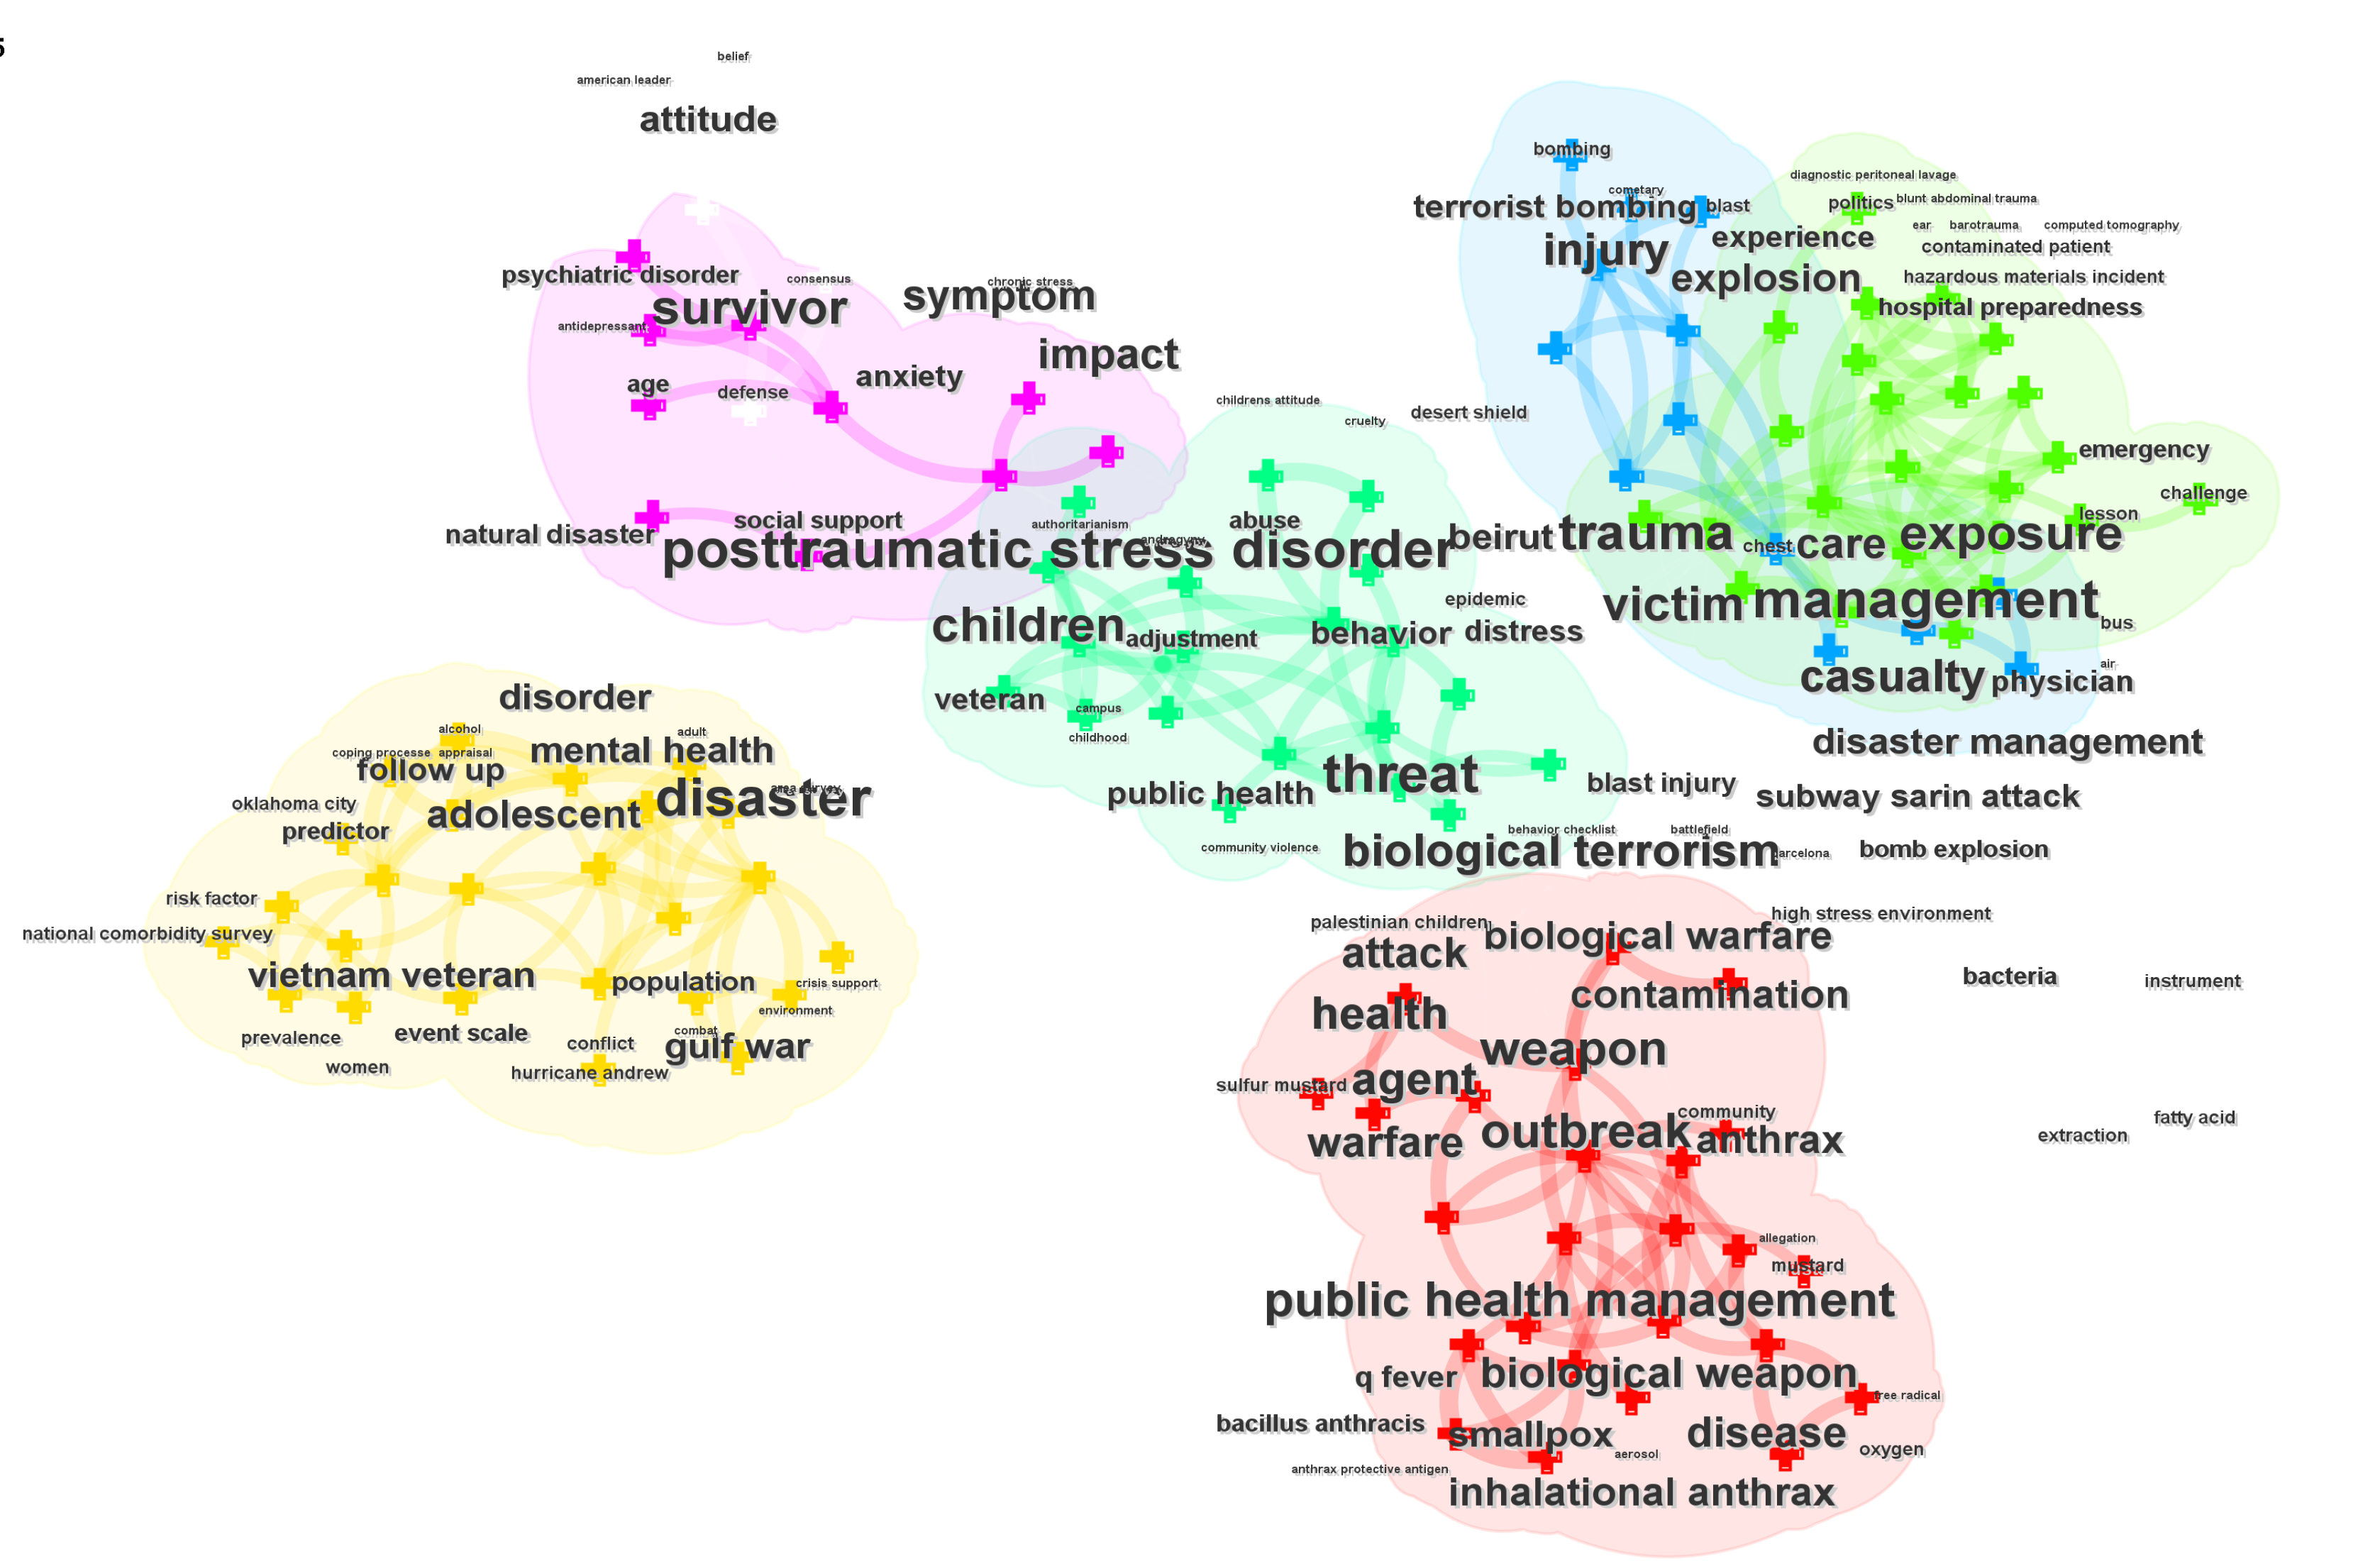 5
belief
american leader
attitude
psychiatric disorder
consensus
survivor
chronic stress
symptom
antidepressant
impact
age
defense
anxiety
natural disaster
social support
authoritarianism
androgyny
posttraumatic stress disorder
bombing
cometary
terrorist bombing
blast
injury
experience
explosion
diagnostic peritoneal lavage
politics
blunt abdominal trauma
ear
barotrauma
computed tomography
contaminated patient
hazardous materials incident
hospital preparedness
childrens attitude
cruelty
desert shield
abuse
beirut
trauma
chest
care
exposure
emergency
challenge
lesson
epidemic
victim
management
bus
children
adjustment
behavior
distress
air
casualty
physician
veteran
campus
childhood
disaster management
threat
public health
blast injury
subway sarin attack
behavior checklist
battlefield
community violence
biological terrorism
bomb explosion
disorder
alcohol
adult
coping processe
appraisal
mental health
follow up
area survey
disaster
oklahoma city
adolescent
predictor
risk factor
national comorbidity survey
vietnam veteran
population
crisis support
environment
prevalence
event scale
conflict
combat
gulf war
women
hurricane andrew
palestinian children
high stress environment
attack
biological warfare
bacteria
instrument
health
contamination
weapon
sulfur mustard
agent
community
fatty acid
warfare
outbreak
anthrax
extraction
allegation
mustard
public health management
q fever
biological weapon
free radical
bacillus anthracis
smallpox
disease
aerosol
oxygen
anthrax protective antigen
inhalational anthrax